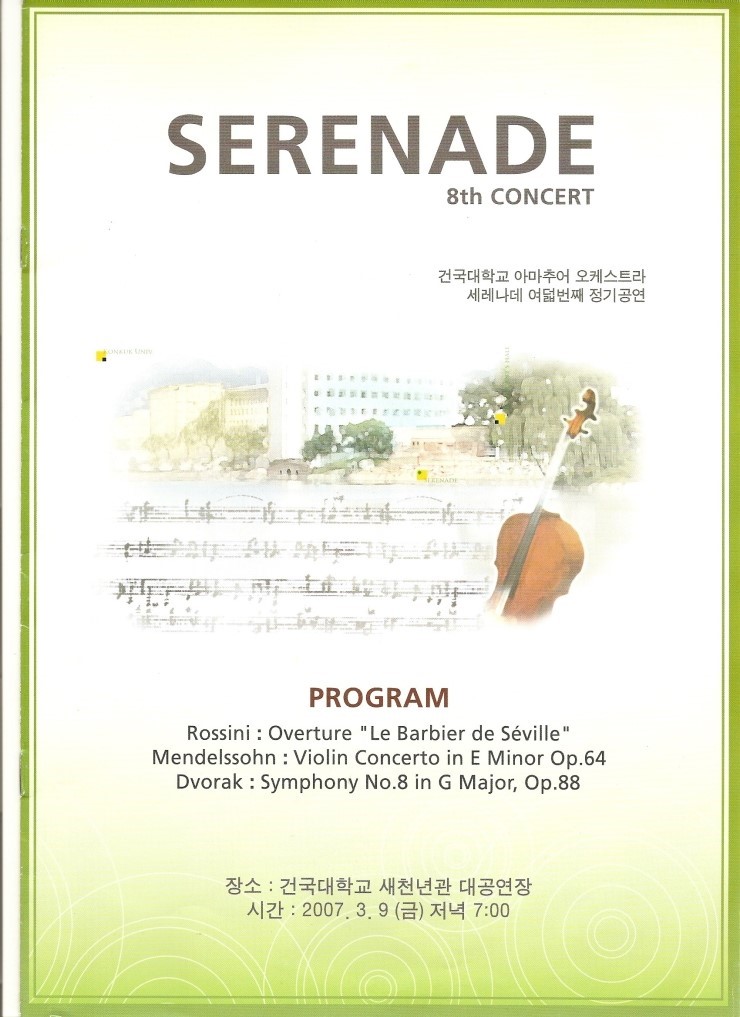 SERENADE
8th CONCERT
건국대학교 아마추어 오케스트라
세레나데 여덟번째 정기공연
KONKUK UNIV.
SERENADE
PROGRAM
Rossini : Overture "Le Barbier de Séville"
Mendelssohn : Violin Concerto in E Minor Op.64
Dvorak : Symphony No.8 in G Major, Op.88
장소 : 건국대학교 새천년관 대공연장
시간 : 2007. 3. 9 (금) 저녁 7:00